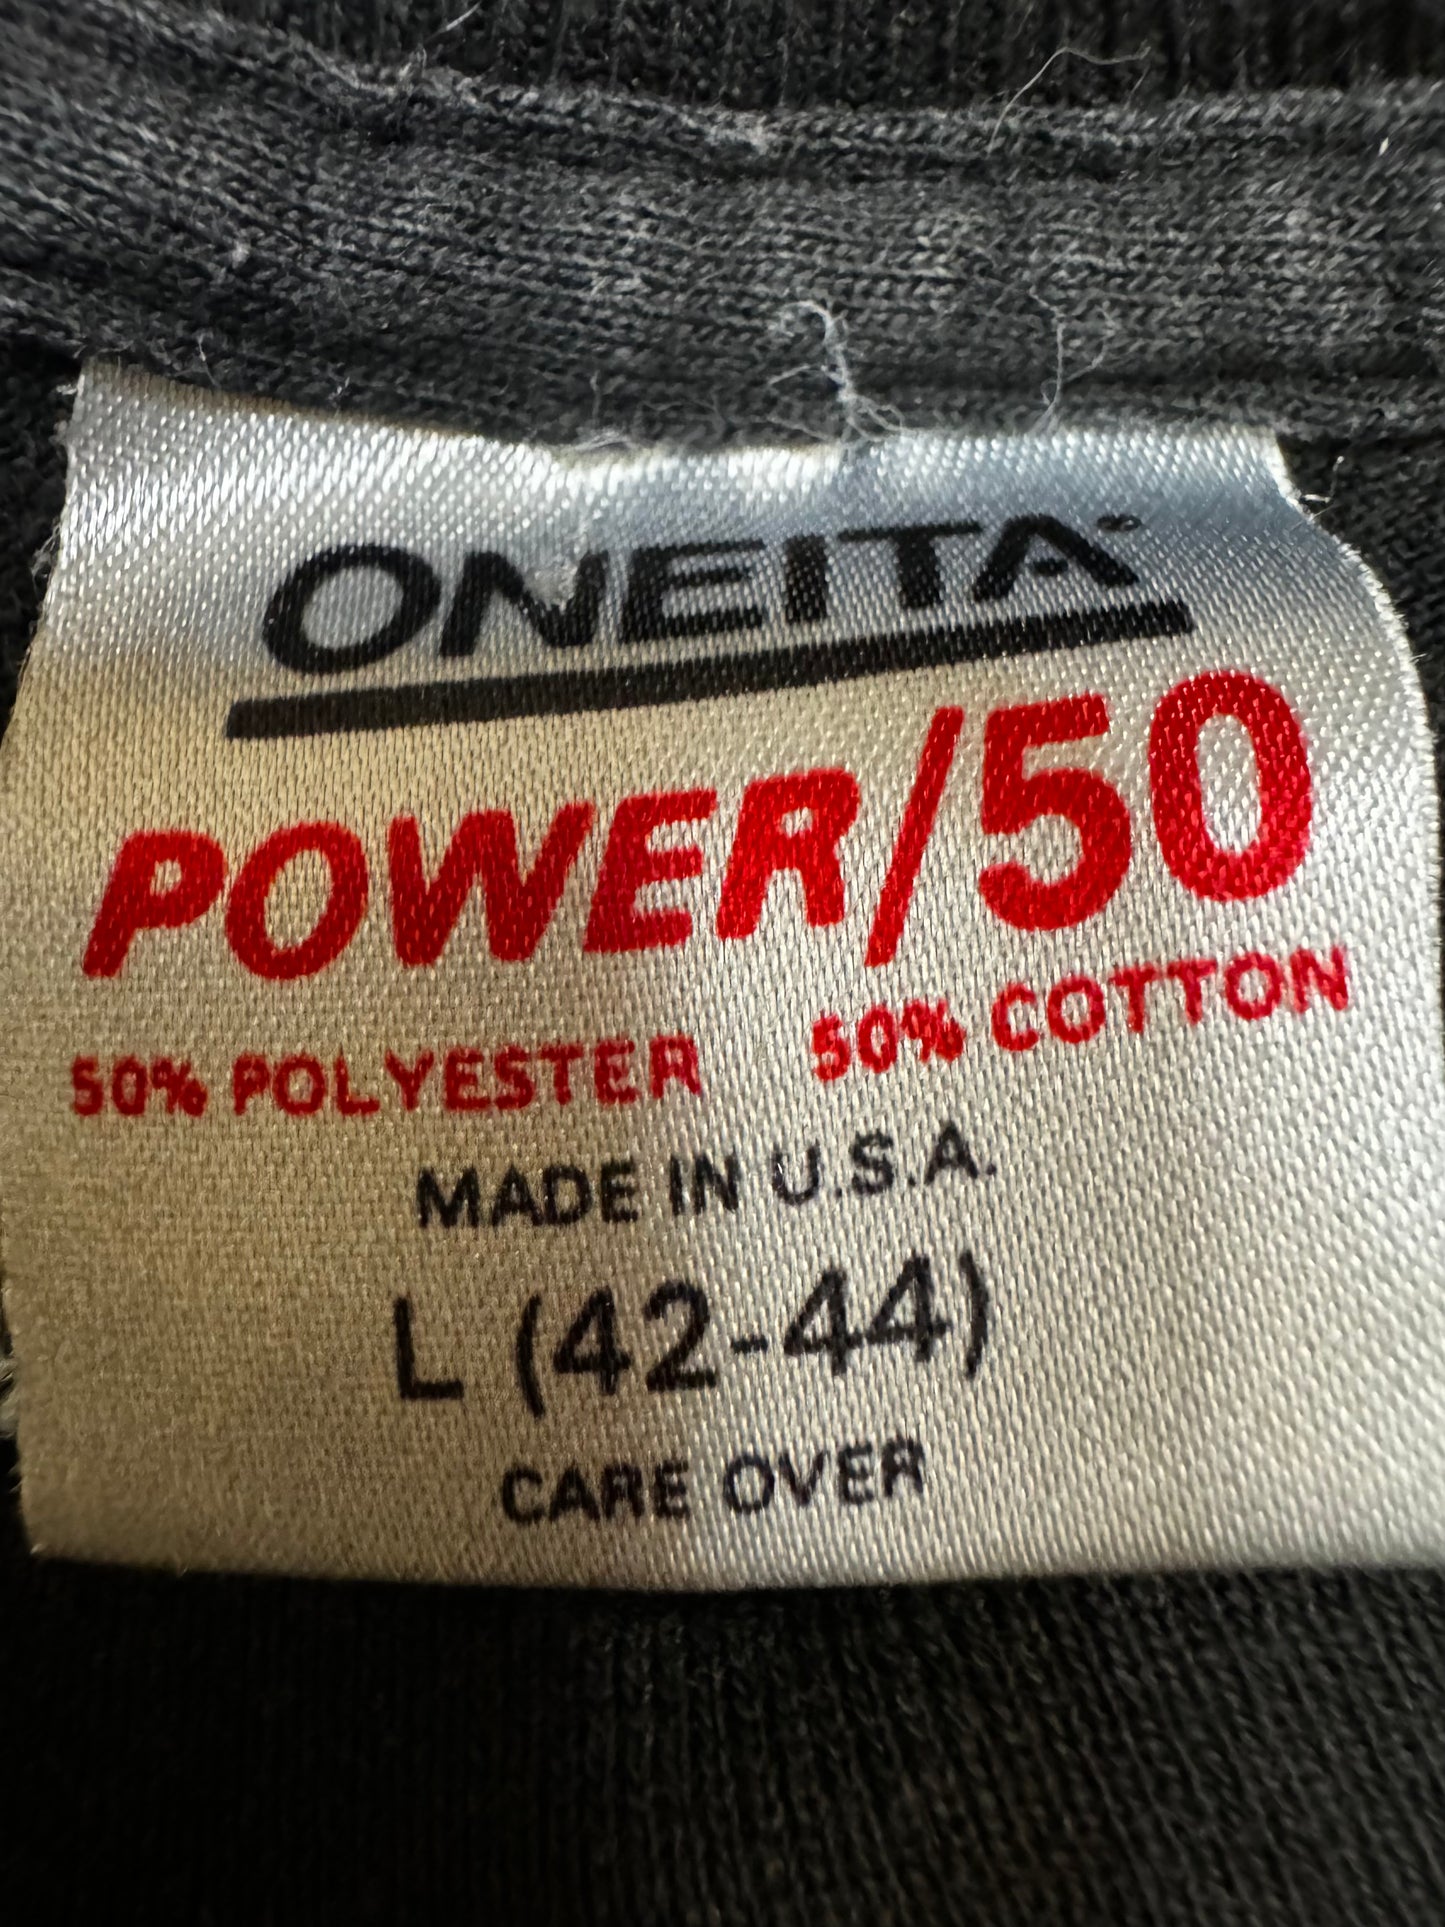 ONEITA®
POWER/50
50% POLYESTER 50% COTTON
MADE IN U.S.A.
L (42-44)
CARE OVER